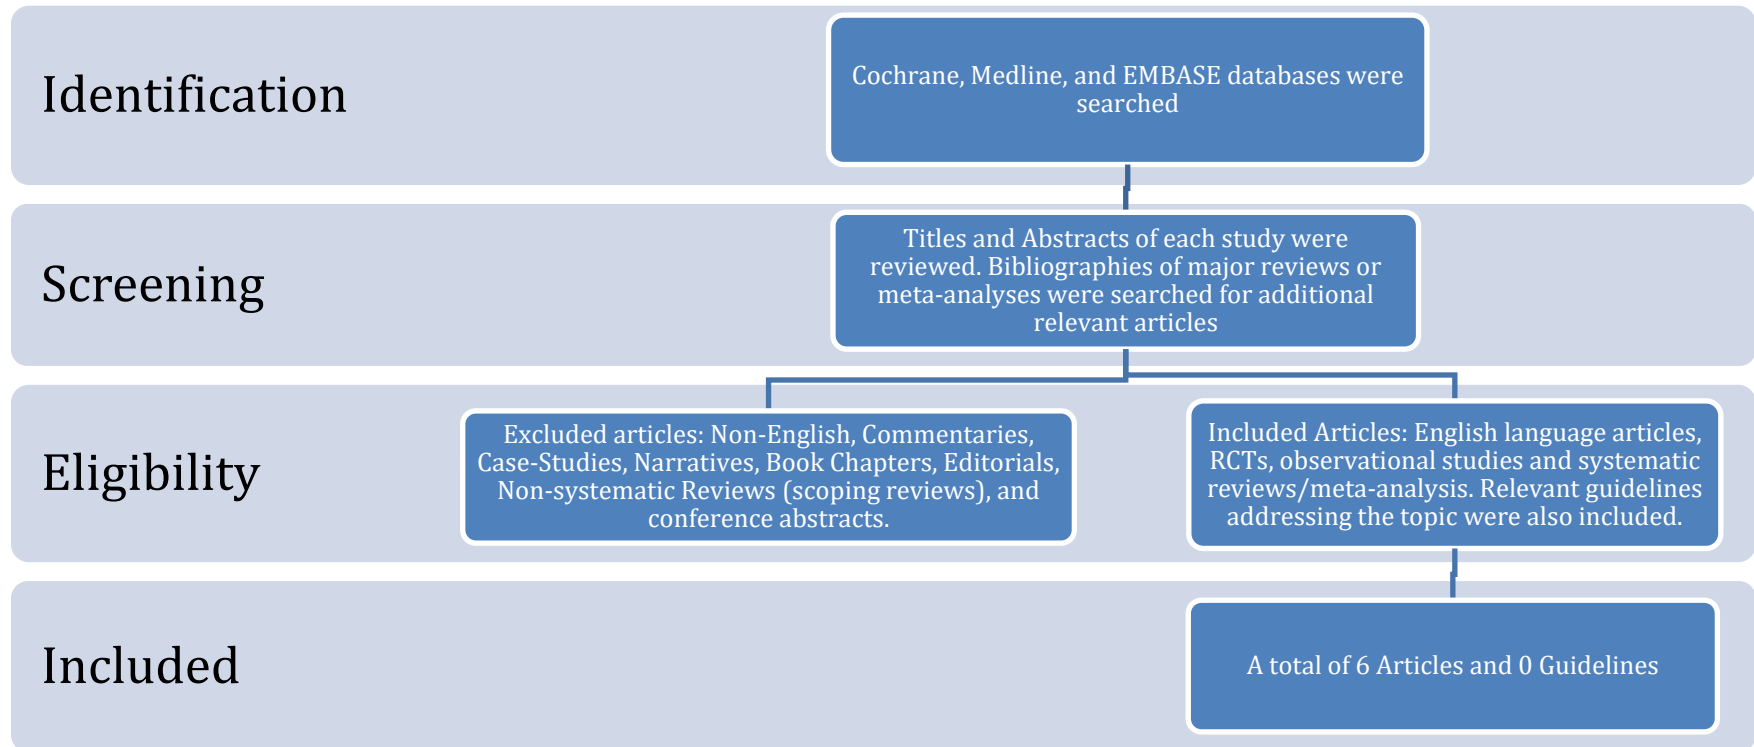 Identification
Cochrane, Medline, and EMBASE databases were
searched
Screening
Titles and Abstracts of each study were
reviewed. Bibliographies of major reviews or
meta-analyses were searched for additional
relevant articles
Eligibility
Excluded articles: Non-English, Commentaries,
Case-Studies, Narratives, Book Chapters, Editorials,
Non-systematic Reviews (scoping reviews), and
conference abstracts.
Included Articles: English language articles,
RCTs, observational studies and systematic
reviews/meta-analysis. Relevant guidelines
addressing the topic were also included.
Included
A total of 6 Articles and 0 Guidelines